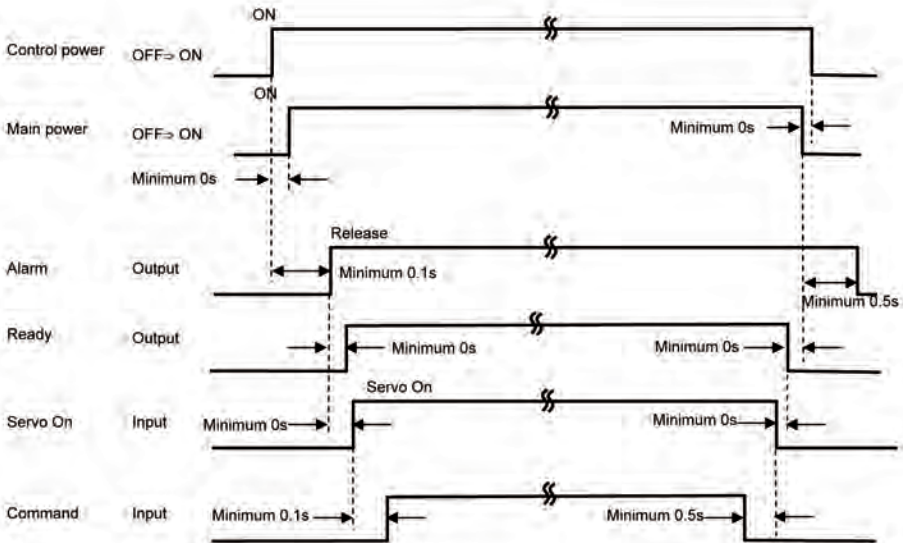 ON
Control power OFF⇒ ON
ON
Main power OFF⇒ ON Minimum 0s
Minimum 0s
Release
Alarm Output Minimum 0.1s
Minimum 0.5s
Ready Output Minimum 0s Minimum 0s
Servo On
Servo On Input Minimum 0s Minimum 0s
Command Input Minimum 0.1s Minimum 0.5s